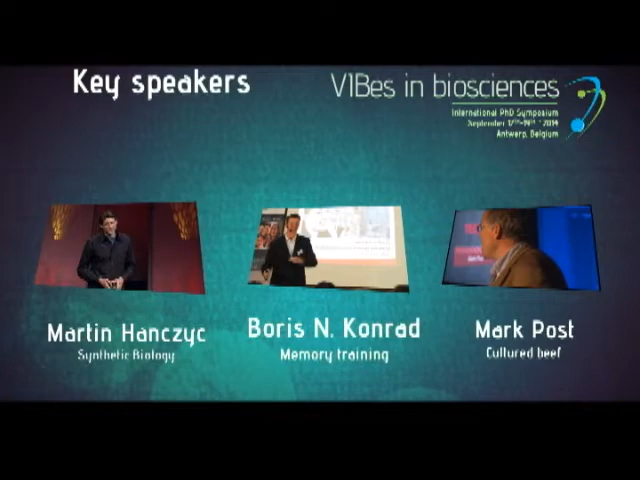 Key speakers
VIBes in biosciences
International PhD Symposium
Antwerp, Belgium
Martin Hanczyc
Boris N. Konrad
Mark Post
Synthetic Biology
Memory training
Cultured beef